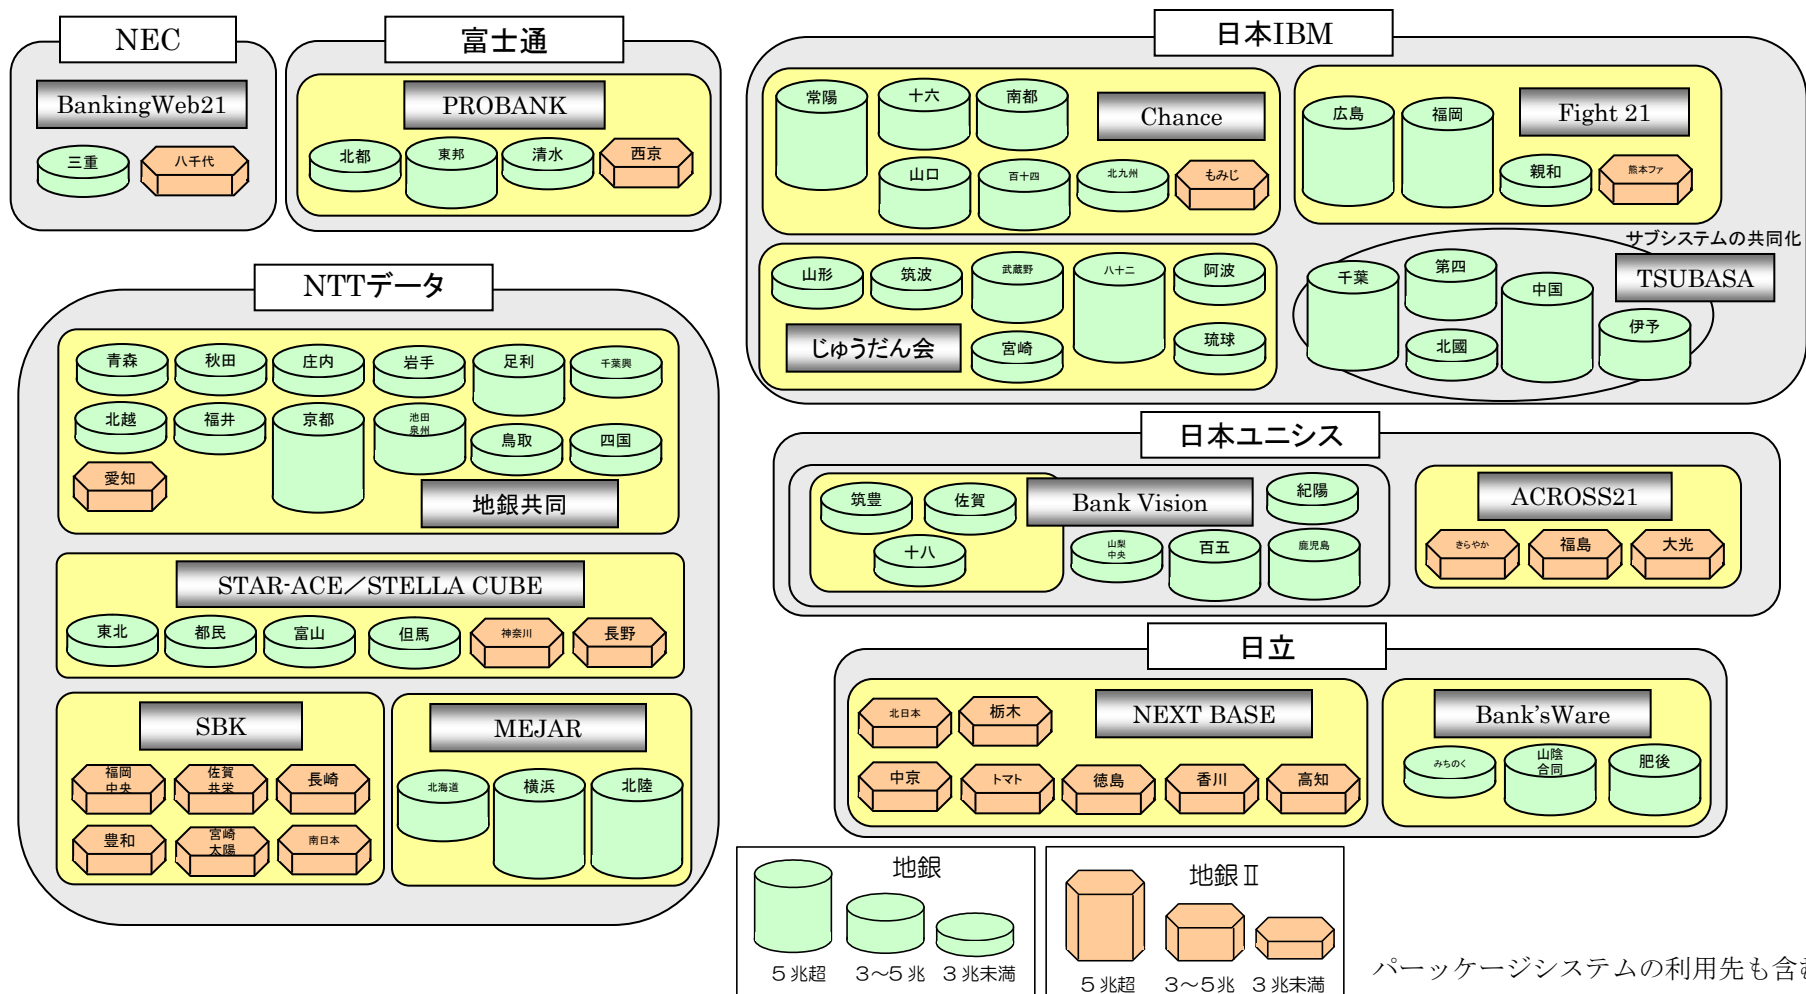 NEC
BankingWeb21
三重
八千代
富士通
PROBANK
北都
東邦
清水
西京
日本IBM
常陽
十六
南都
Chance
山口
百十四
北九州
もみじ
広島
福岡
Fight 21
親和
熊本ファ
山形
筑波
武蔵野
八十二
阿波
じゅうだん会
宮崎
琉球
サブシステムの共同化
千葉
第四
中国
TSUBASA
北國
伊予
NTTデータ
青森
秋田
庄内
岩手
足利
千葉興
北越
福井
京都
池田
泉州
鳥取
四国
愛知
地銀共同
STAR-ACE／STELLA CUBE
東北
都民
富山
但馬
神奈川
長野
SBK
福岡
中央
佐賀
共栄
長崎
豊和
宮崎
太陽
南日本
MEJAR
北海道
横浜
北陸
日本ユニシス
筑豊
佐賀
十八
Bank Vision
紀陽
山梨
中央
百五
鹿児島
ACROSS21
きらやか
福島
大光
日立
北日本
栃木
NEXT BASE
中京
トマト
徳島
香川
高知
Bank'sWare
みちのく
山陰
合同
肥後
地銀
５兆超
３～５兆
３兆未満
地銀Ⅱ
５兆超
３～５兆
３兆未満
パーッケージシステムの利用先も含む